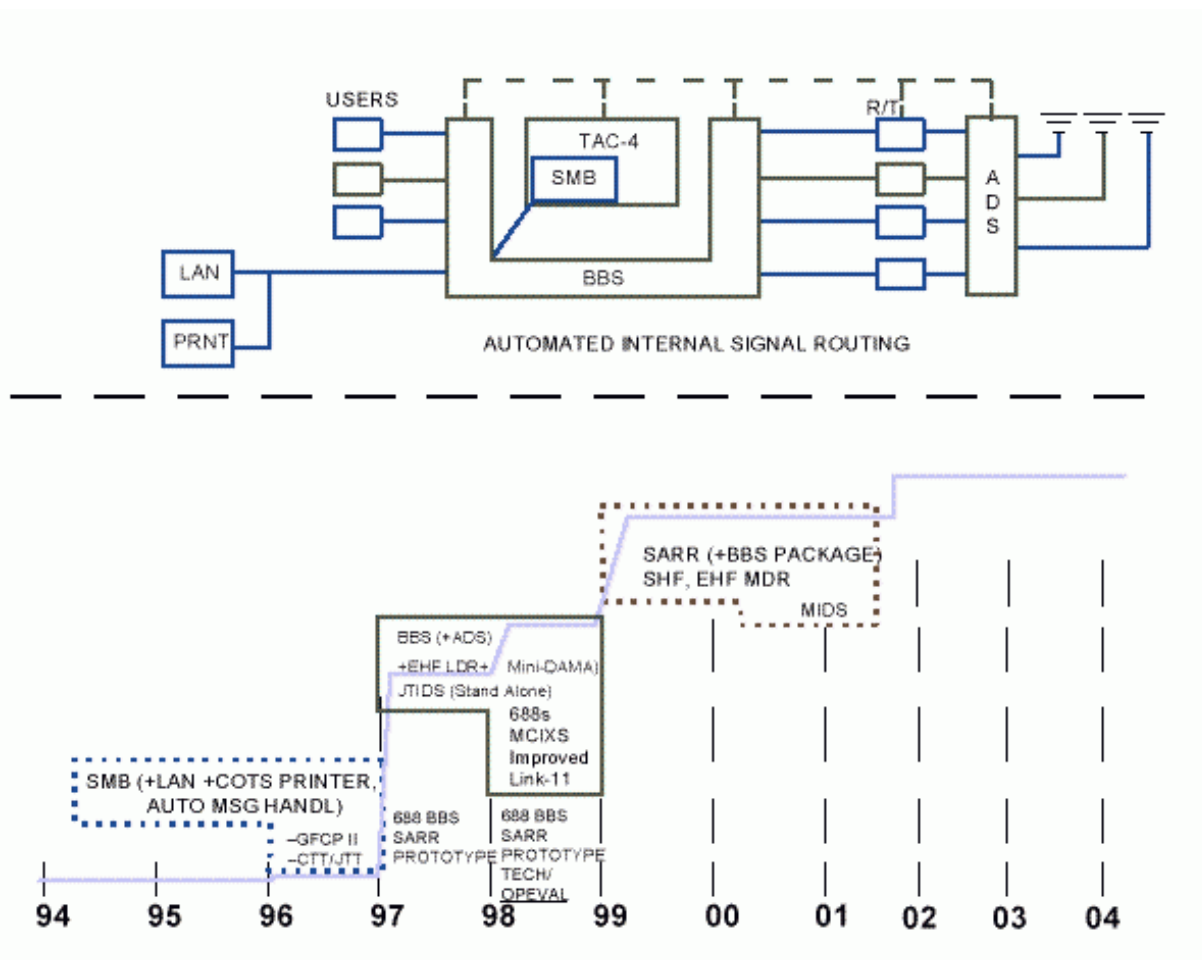 USERS
R/T
TAC-4
SMB
A
D
S
LAN
BBS
PRNT
AUTOMATED INTERNAL SIGNAL ROUTING
SARR (+BBS PACKAGE)
SHF, EHF MDR
MIDS
BBS (+ADS)
+EHF LDR+ Mini-DAMA)
JTIDS (Stand Alone)
688s
MCIXS
Improved
Link-11
SMB (+LAN +COTS PRINTER,
AUTO MSG HANDL)
–GFCP II
–CTT/JTT
688 BBS
SARR
PROTOTYPE
688 BBS
SARR
PROTOTYPE
TECH/
OPEVAL
94 95 96 97 98 99 00 01 02 03 04